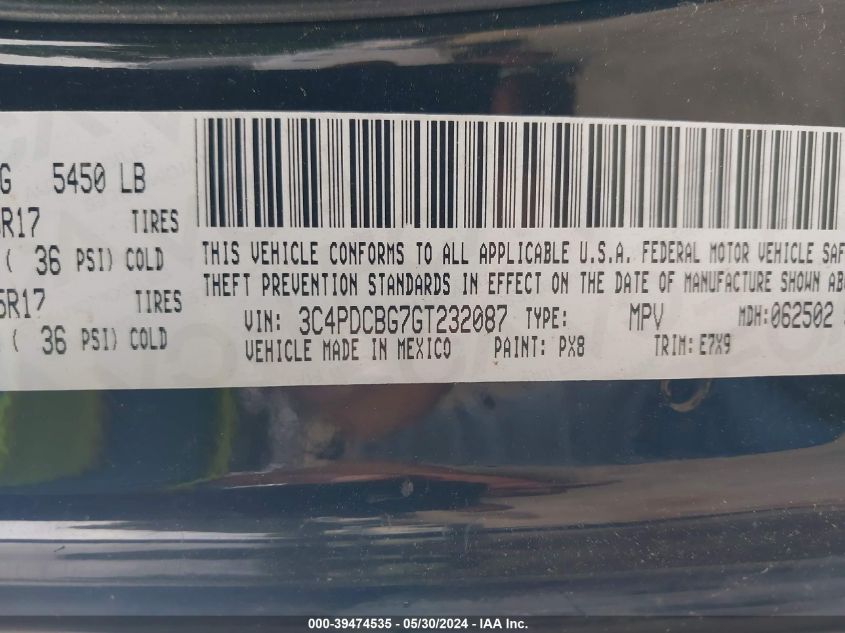 G 5450 LB
R17 TIRES
( 36 PSI) COLD
5R17 TIRES
( 36 PSI) COLD
THIS VEHICLE CONFORMS TO ALL APPLICABLE U.S.A. FEDERAL MOTOR VEHICLE SAF
THEFT PREVENTION STANDARDS IN EFFECT ON THE DATE OF MANUFACTURE SHOWN AB
VIN: 3C4PDCBG7GT232087 TYPE: MPV MDH:062502
VEHICLE MADE IN MEXICO PAINT: PX8 TRIM: E7X9
000-39474535 - 05/30/2024 - IAA Inc.